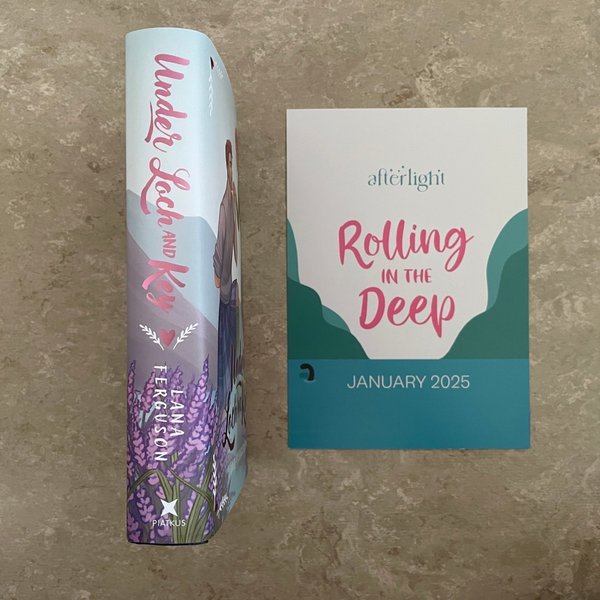 Under Loch AND Key
LANA
FERGUSON
PIATKUS
afterlight
Rolling
IN THE
Deep
JANUARY 2025